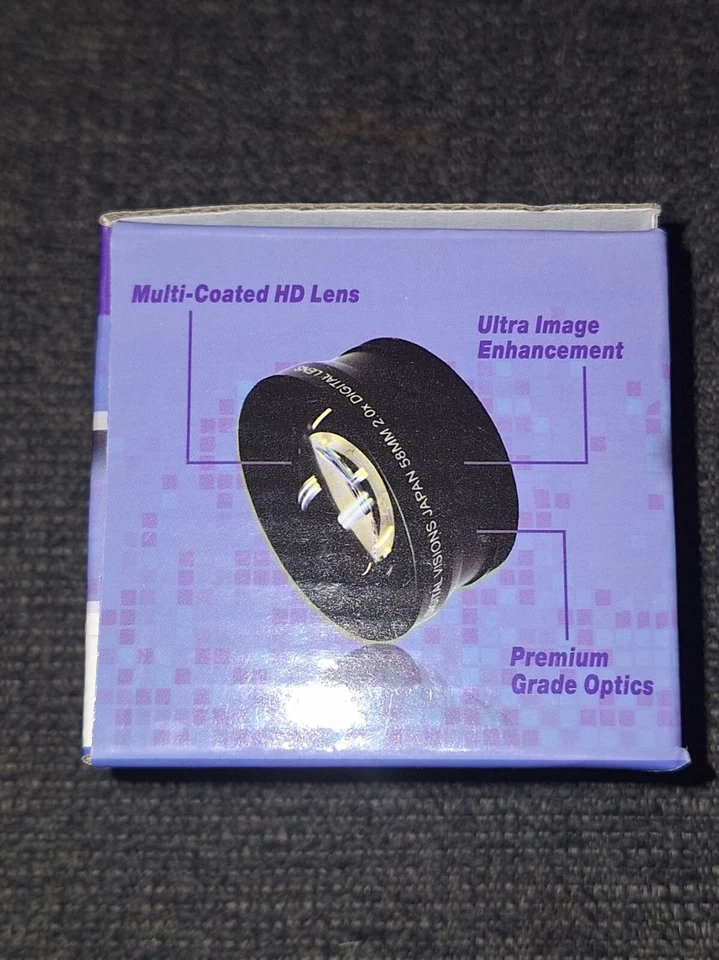 Multi-Coated HD Lens
Ultra Image
Enhancement
VISIONS JAPAN 58MM 2.0x DIGITAL LENS
Premium
Grade Optics